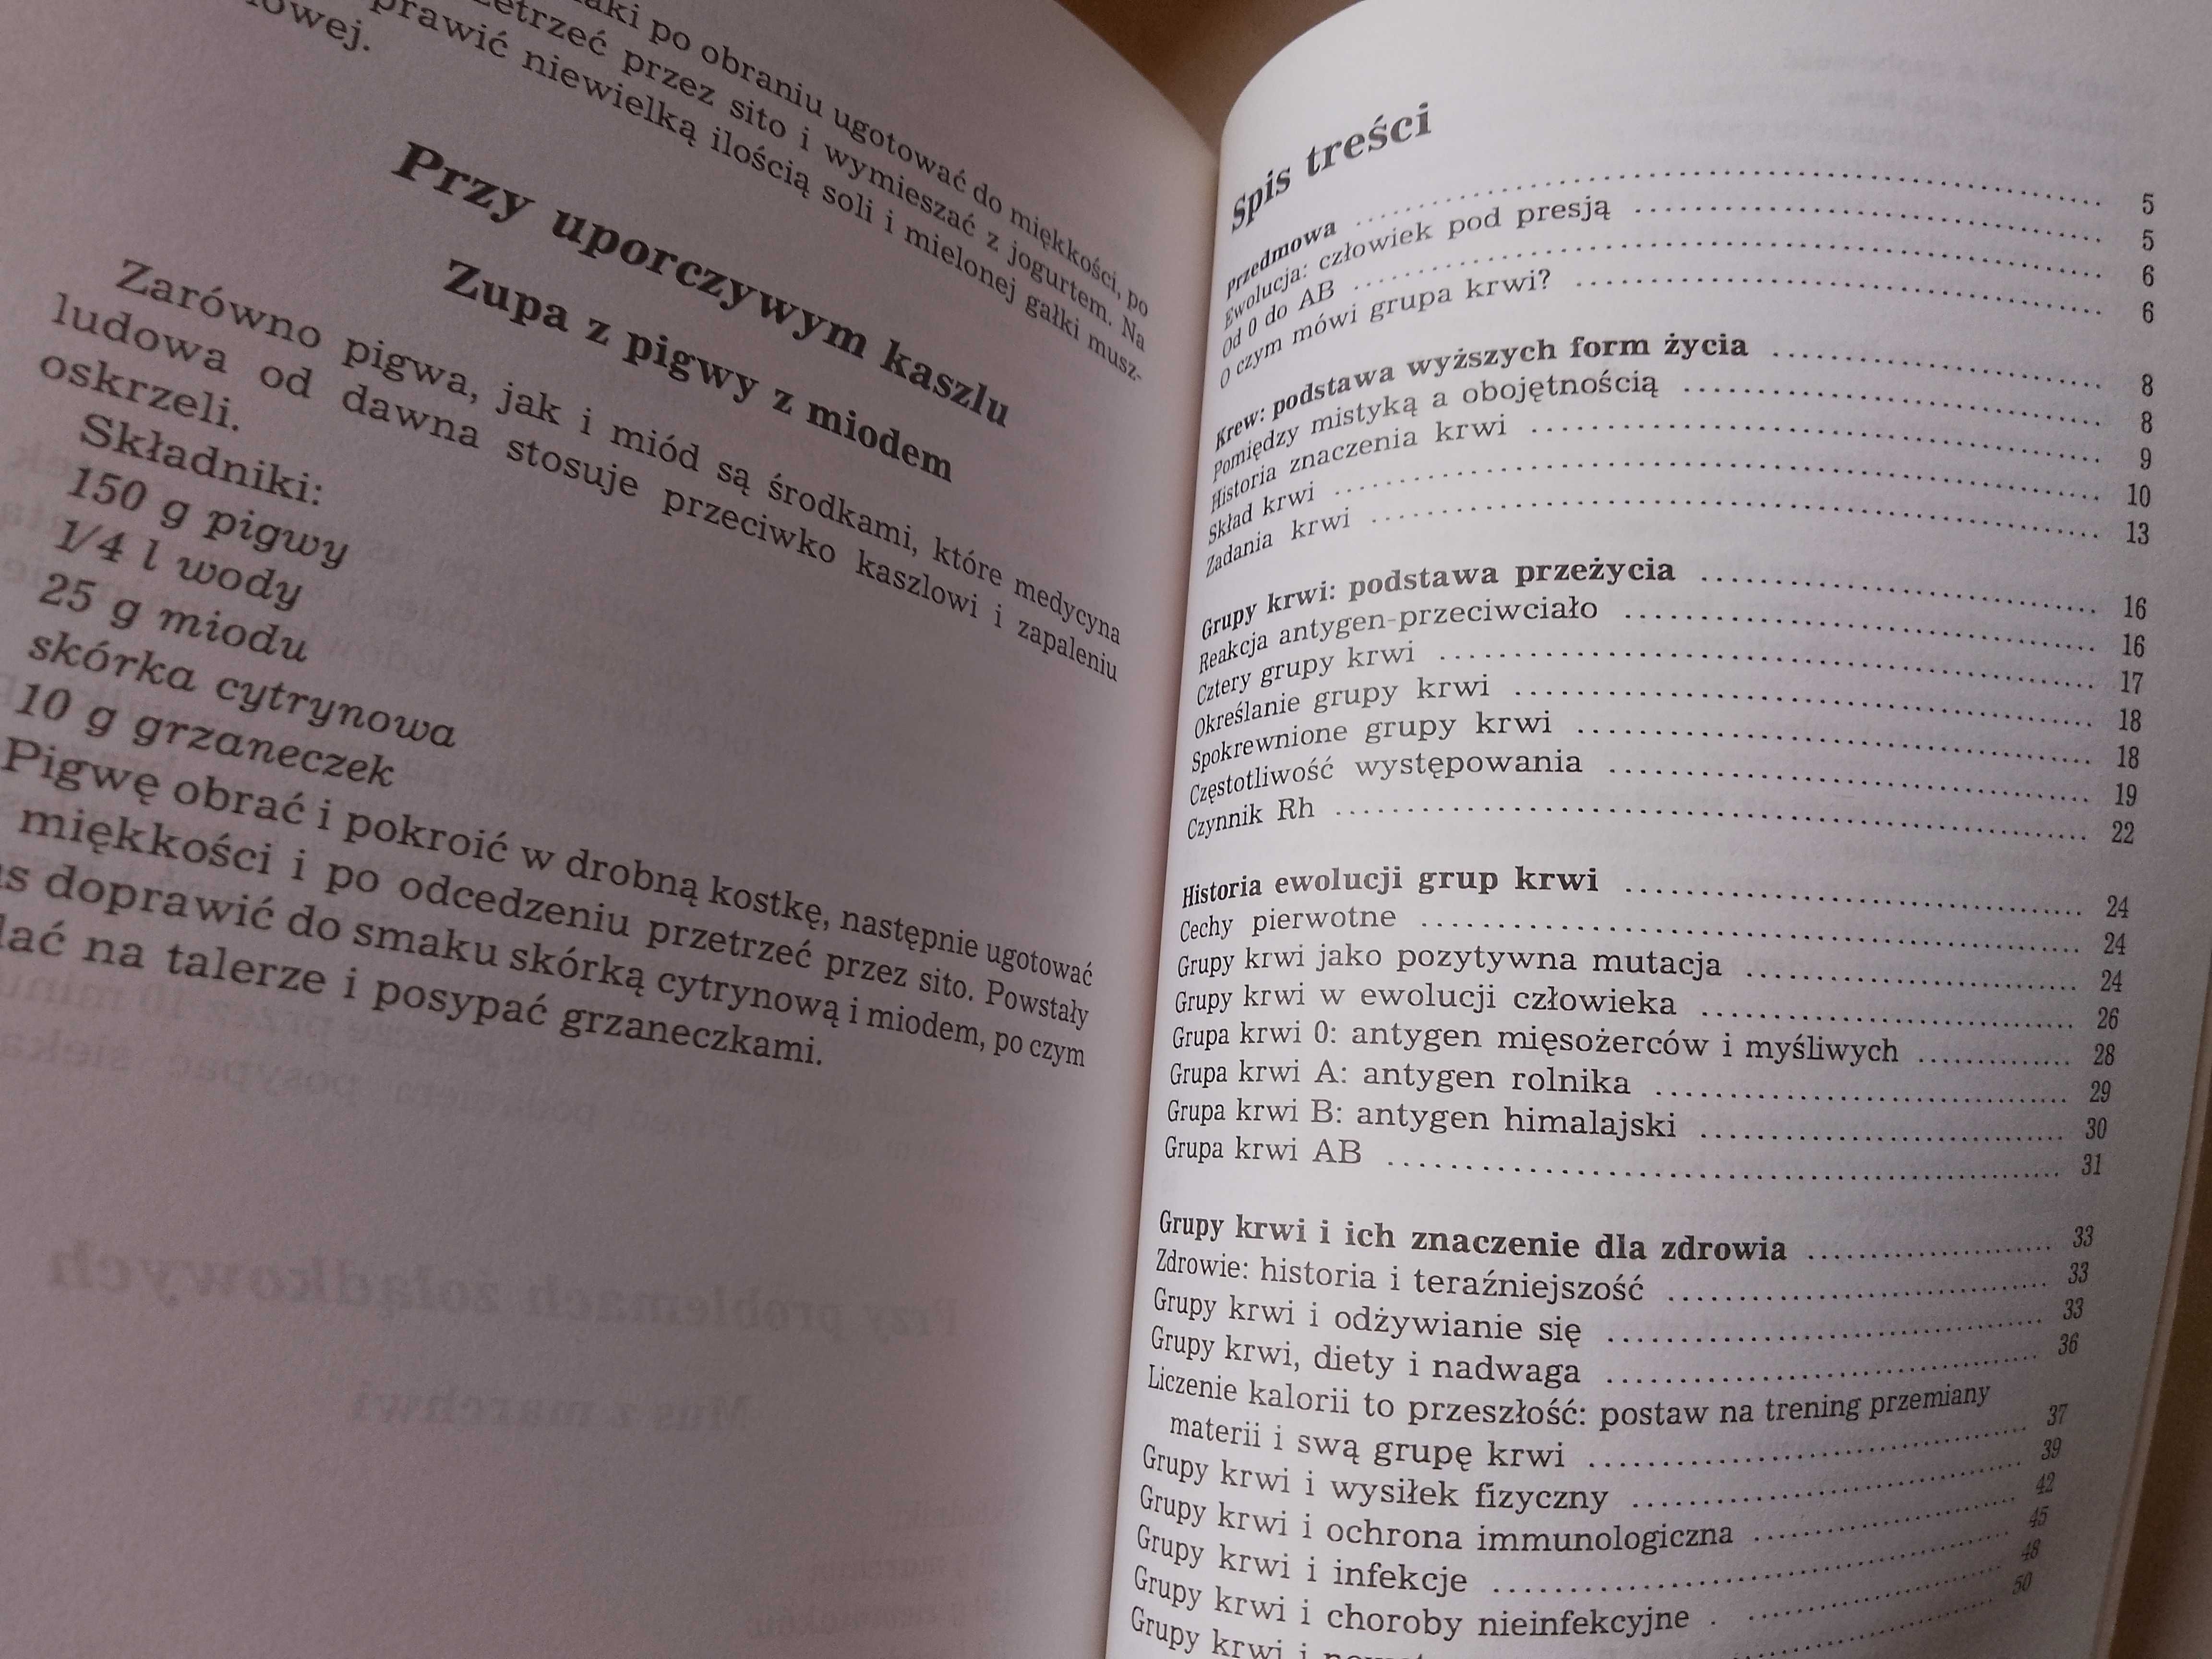 po obraniu ugotować do miękkości, po
przez sito i wymieszać z jogurtem. Na
niewielką ilością soli i mielonej gałki musz-
Przy uporczywym kaszlu
Zupa z pigwy z miodem
Zarówno pigwa, jak i miód są środkami, które medycyna
ludowa od dawna stosuje przeciwko kaszlowi i zapaleniu
oskrzeli.
Składniki:
150 g pigwy
1/4 l wody
25 g miodu
skórka cytrynowa
10 g grzaneczek
Pigwę obrać i pokroić w drobną kostkę, następnie ugotować
miękkości i po odcedzeniu przetrzeć przez sito. Powstały
doprawić do smaku skórką cytrynową i miodem, po czym
na talerze i posypać grzaneczkami.
Spis treści
Przedmowa ........ 5
Ewolucja: człowiek pod presją ........ 5
Od 0 do AB ........ 6
O czym mówi grupa krwi? ........ 6
Krew: podstawa wyższych form życia ........ 8
Pomiędzy mistyką a obojętnością ........ 8
Historia znaczenia krwi ........ 9
Skład krwi ........ 10
Zadania krwi ........ 13
Grupy krwi: podstawa przeżycia ........ 16
Reakcja antygen-przeciwciało ........ 16
Cztery grupy krwi ........ 17
Określanie grupy krwi ........ 18
Spokrewnione grupy krwi ........ 18
Częstotliwość występowania ........ 19
Czynnik Rh ........ 22
Historia ewolucji grup krwi ........ 24
Cechy pierwotne ........ 24
Grupy krwi jako pozytywna mutacja ........ 24
Grupy krwi w ewolucji człowieka ........ 26
Grupa krwi 0: antygen mięsożerców i myśliwych ........ 28
Grupa krwi A: antygen rolnika ........ 29
Grupa krwi B: antygen himalajski ........ 30
Grupa krwi AB ........ 31
Grupy krwi i ich znaczenie dla zdrowia ........ 33
Zdrowie: historia i teraźniejszość ........ 33
Grupy krwi i odżywianie się ........ 33
Grupy krwi, diety i nadwaga ........ 36
Liczenie kalorii to przeszłość: postaw na trening przemiany
materii i swą grupę krwi ........ 37
Grupy krwi i wysiłek fizyczny ........ 39
Grupy krwi i ochrona immunologiczna ........ 42
Grupy krwi i infekcje ........ 45
Grupy krwi i choroby nieinfekcyjne ........ 48
Grupy krwi i ........ 50